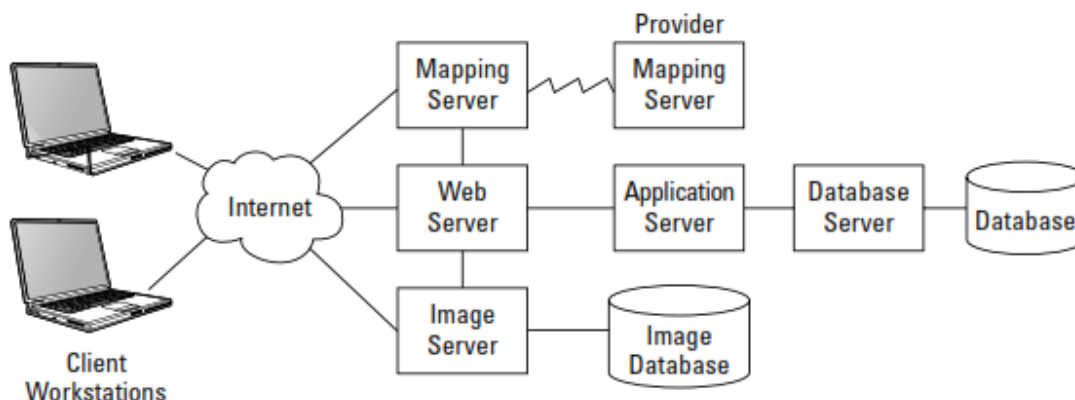 Provider
Mapping
Server
Mapping
Server
Internet
Web
Server
Application
Server
Database
Server
Database
Image
Server
Image
Database
Client
Workstations